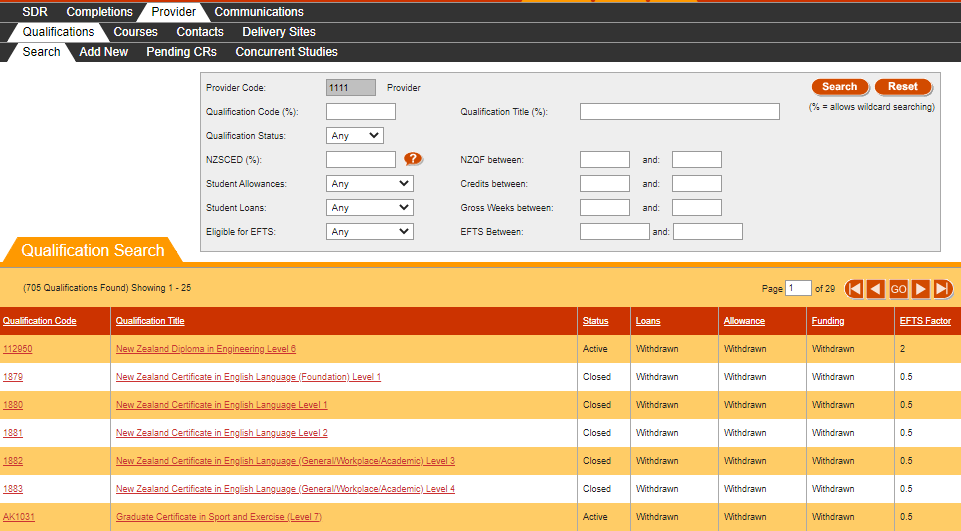 SDR Completions Provider Communications
Qualifications Courses Contacts Delivery Sites
Search Add New Pending CRs Concurrent Studies
Provider Code: 1111 Provider Search Reset
Qualification Code (%): Qualification Title (%): (% = allows wildcard searching)
Qualification Status: Any
NZSCED (%): ? NZQF between: and:
Student Allowances: Any Credits between: and:
Student Loans: Any Gross Weeks between: and:
Eligible for EFTS: Any EFTS Between: and:
Qualification Search
(705 Qualifications Found) Showing 1 - 25 Page 1 of 29 GO
Qualification Code Qualification Title Status Loans Allowance Funding EFTS Factor
112950 New Zealand Diploma in Engineering Level 6 Active Withdrawn Withdrawn Withdrawn 2
1879 New Zealand Certificate in English Language (Foundation) Level 1 Closed Withdrawn Withdrawn Withdrawn 0.5
1880 New Zealand Certificate in English Language Level 1 Closed Withdrawn Withdrawn Withdrawn 0.5
1881 New Zealand Certificate in English Language Level 2 Closed Withdrawn Withdrawn Withdrawn 0.5
1882 New Zealand Certificate in English Language (General/Workplace/Academic) Level 3 Closed Withdrawn Withdrawn Withdrawn 0.5
1883 New Zealand Certificate in English Language (General/Workplace/Academic) Level 4 Closed Withdrawn Withdrawn Withdrawn 0.5
AK1031 Graduate Certificate in Sport and Exercise (Level 7) Active Withdrawn Withdrawn Withdrawn 0.5